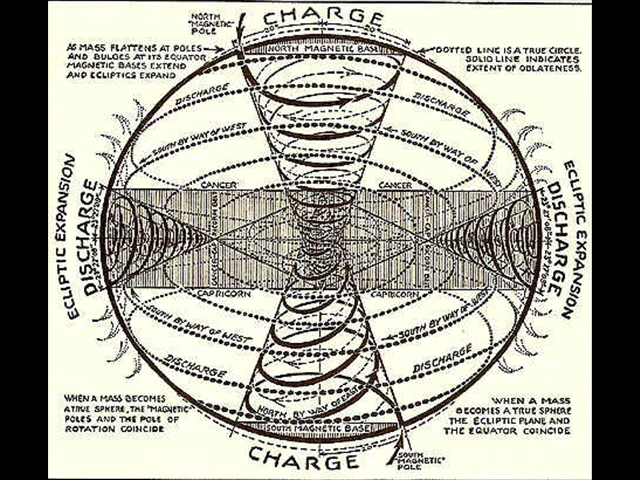 CHARGE
NORTH
"MAGNETIC"
POLE
NORTH MAGNETIC BASE
AS MASS FLATTENS AT POLES
AND BULGES AT ITS EQUATOR
MAGNETIC BASES EXTEND
AND ECLIPTICS EXPAND
DOTTED LINE IS A TRUE CIRCLE.
SOLID LINE INDICATES
EXTENT OF OBLATENESS.
DISCHARGE
DISCHARGE
SOUTH BY WAY OF WEST
SOUTH BY WAY OF WEST
CANCER
CANCER
ECLIPTIC EXPANSION
DISCHARGE
ECLIPTIC EXPANSION
DISCHARGE
CAPRICORN
CAPRICORN
SOUTH BY WAY OF WEST
SOUTH BY WAY OF WEST
DISCHARGE
DISCHARGE
NORTH BY WAY OF EAST
SOUTH MAGNETIC BASE
WHEN A MASS BECOMES
A TRUE SPHERE, THE "MAGNETIC"
POLES AND THE POLE OF
ROTATION COINCIDE
WHEN A MASS
BECOMES A TRUE SPHERE
THE ECLIPTIC PLANE AND
THE EQUATOR COINCIDE
CHARGE
SOUTH
"MAGNETIC"
POLE